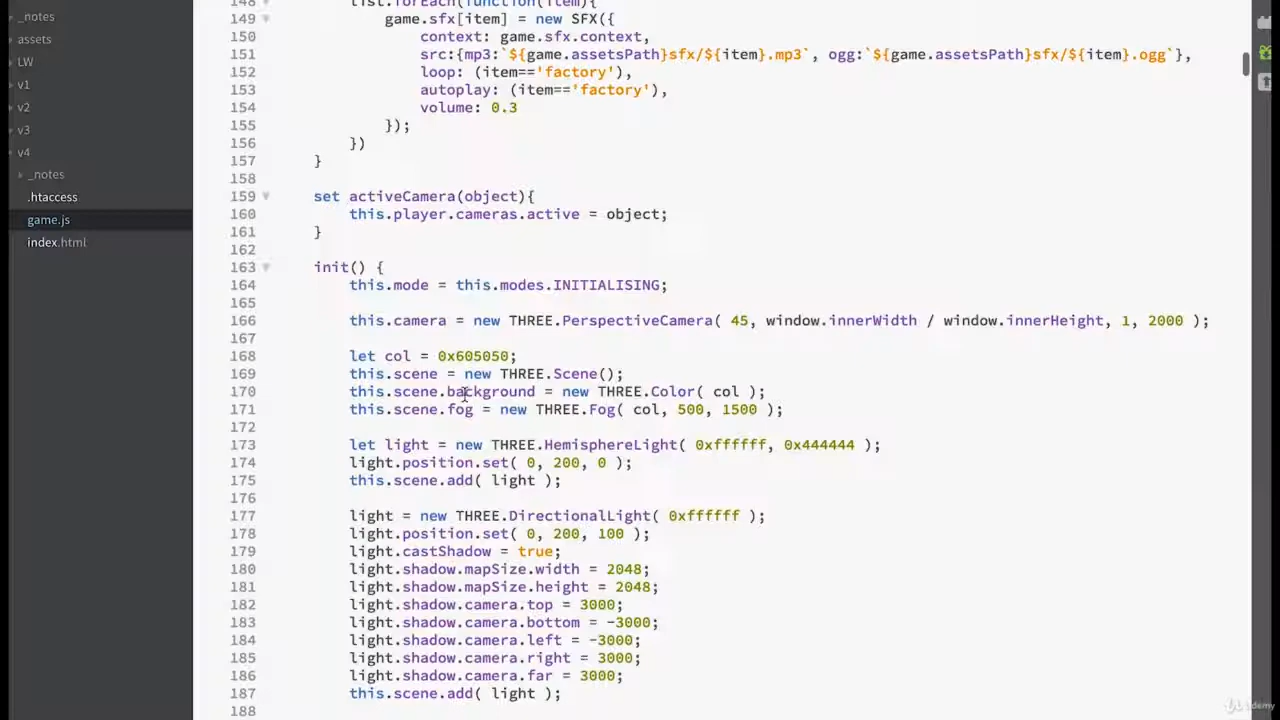 _notes
assets
LW
v1
v2
v3
v4
_notes
.htaccess
game.js
index.html
148 list.forEach(function(item){
149 game.sfx[item] = new SFX({
150 context: game.sfx.context,
151 src:{mp3:`${game.assetsPath}sfx/${item}.mp3`, ogg:`${game.assetsPath}sfx/${item}.ogg`},
152 loop: (item=='factory'),
153 autoplay: (item=='factory'),
154 volume: 0.3
155 });
156 })
157 }
158
159 set activeCamera(object){
160 this.player.cameras.active = object;
161 }
162
163 init() {
164 this.mode = this.modes.INITIALISING;
165
166 this.camera = new THREE.PerspectiveCamera( 45, window.innerWidth / window.innerHeight, 1, 2000 );
167
168 let col = 0x605050;
169 this.scene = new THREE.Scene();
170 this.scene.background = new THREE.Color( col );
171 this.scene.fog = new THREE.Fog( col, 500, 1500 );
172
173 let light = new THREE.HemisphereLight( 0xffffff, 0x444444 );
174 light.position.set( 0, 200, 0 );
175 this.scene.add( light );
176
177 light = new THREE.DirectionalLight( 0xffffff );
178 light.position.set( 0, 200, 100 );
179 light.castShadow = true;
180 light.shadow.mapSize.width = 2048;
181 light.shadow.mapSize.height = 2048;
182 light.shadow.camera.top = 3000;
183 light.shadow.camera.bottom = -3000;
184 light.shadow.camera.left = -3000;
185 light.shadow.camera.right = 3000;
186 light.shadow.camera.far = 3000;
187 this.scene.add( light );
188